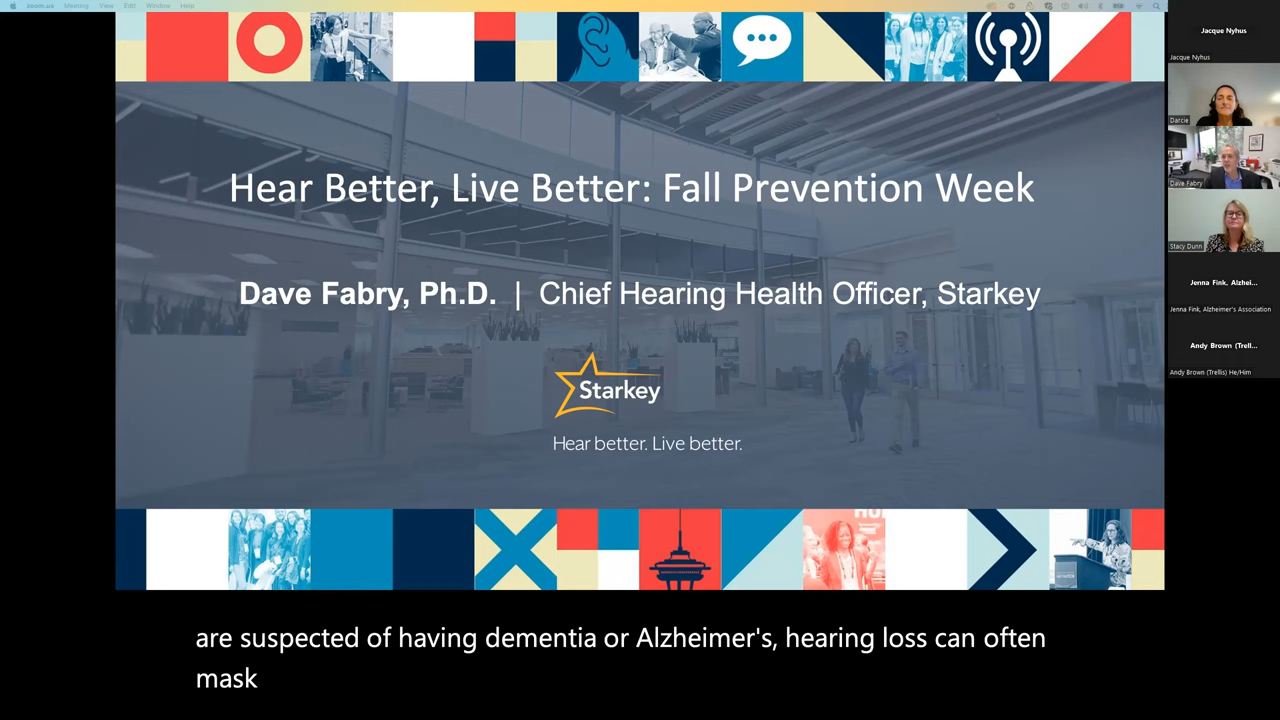 zoom.us Meeting View Edit Window Help
Jacque Nyhus
Jacque Nyhus
Darcie
Dave Fabry
Stacy Dunn
Jenna Fink, Alzhei...
Jenna Fink, Alzheimer's Association
Andy Brown (Trell...
Andy Brown (Trellis) He/Him
Hear Better, Live Better: Fall Prevention Week
Dave Fabry, Ph.D. | Chief Hearing Health Officer, Starkey
Starkey
Hear better. Live better.
are suspected of having dementia or Alzheimer's, hearing loss can often
mask